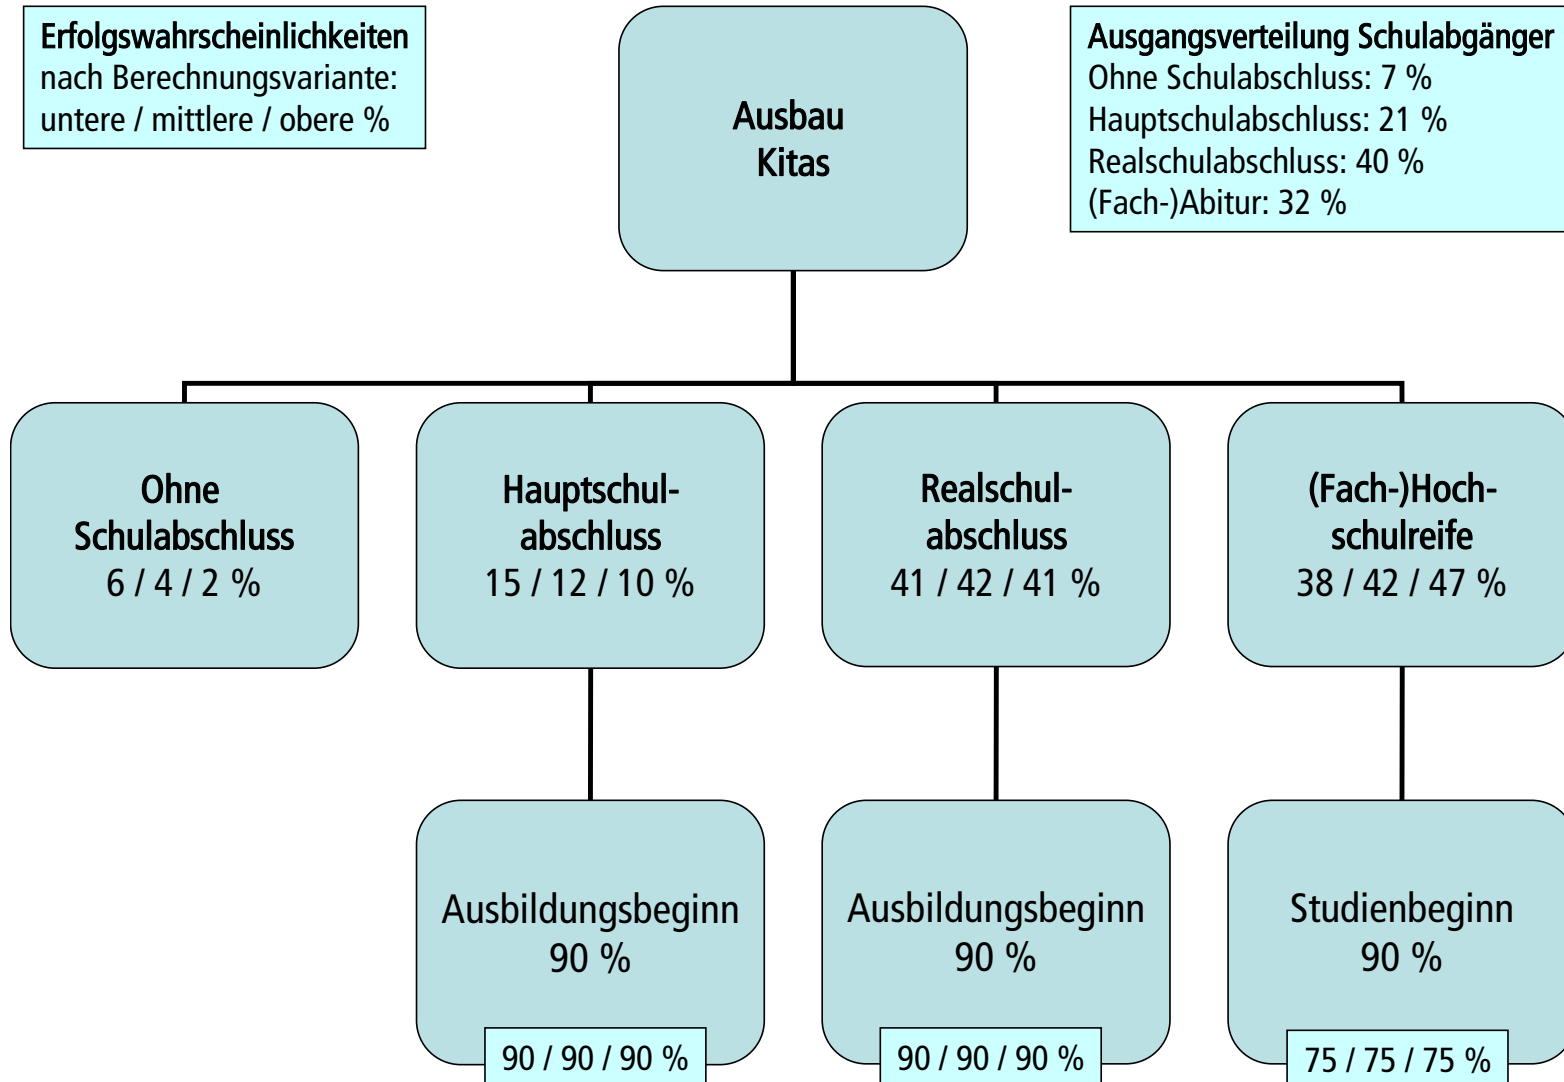 Erfolgswahrscheinlichkeiten
nach Berechnungsvariante:
untere / mittlere / obere %
Ausbau
Kitas
Ausgangsverteilung Schulabgänger
Ohne Schulabschluss: 7 %
Hauptschulabschluss: 21 %
Realschulabschluss: 40 %
(Fach-)Abitur: 32 %
Ohne
Schulabschluss
6 / 4 / 2 %
Hauptschul-
abschluss
15 / 12 / 10 %
Realschul-
abschluss
41 / 42 / 41 %
(Fach-)Hoch-
schulreife
38 / 42 / 47 %
Ausbildungsbeginn
90 %
90 / 90 / 90 %
Ausbildungsbeginn
90 %
90 / 90 / 90 %
Studienbeginn
90 %
75 / 75 / 75 %